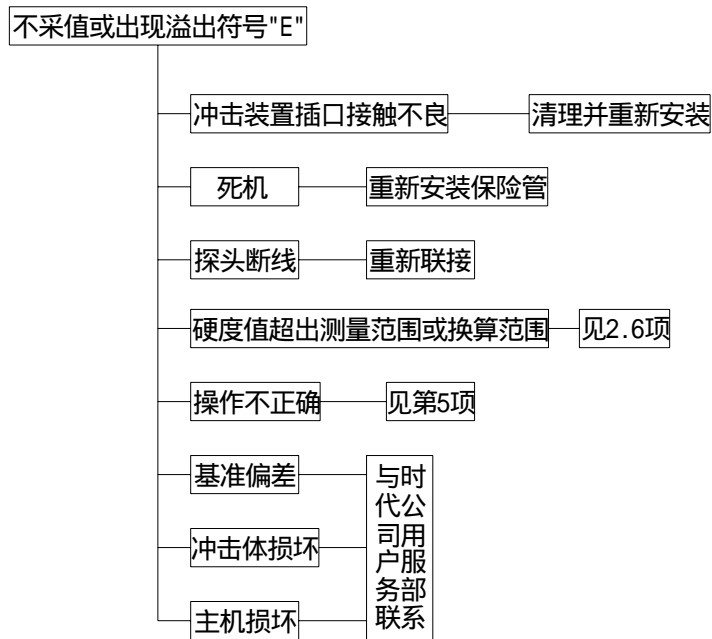 不采值或出现溢出符号"E"
冲击装置插口接触不良
清理并重新安装
死机
重新安装保险管
探头断线
重新联接
硬度值超出测量范围或换算范围
见2.6项
操作不正确
见第5项
基准偏差
冲击体损坏
主机损坏
与时
代公
司用
户服
务部
联系